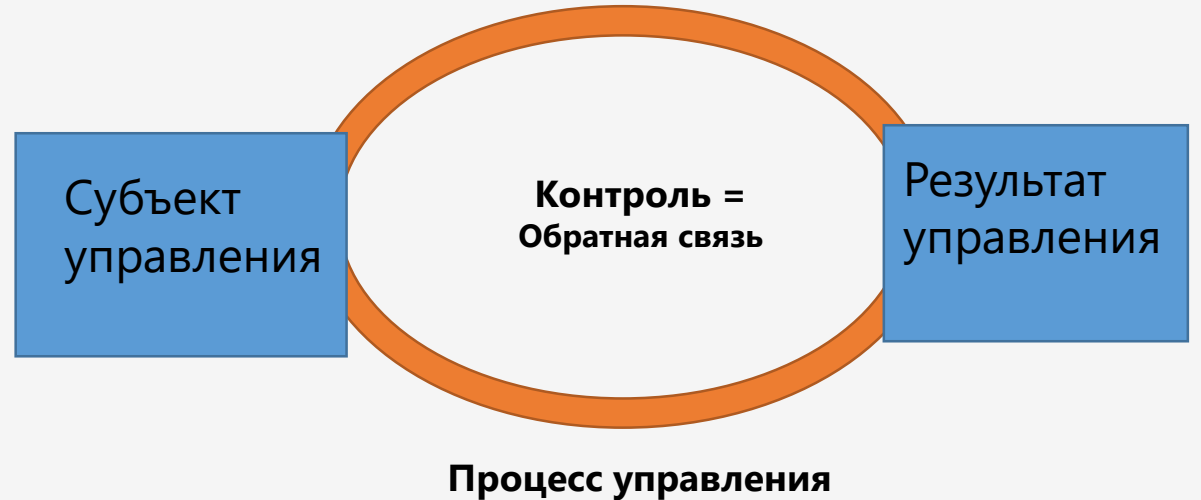 Субъект
управления
Контроль =
Обратная связь
Результат
управления
Процесс управления